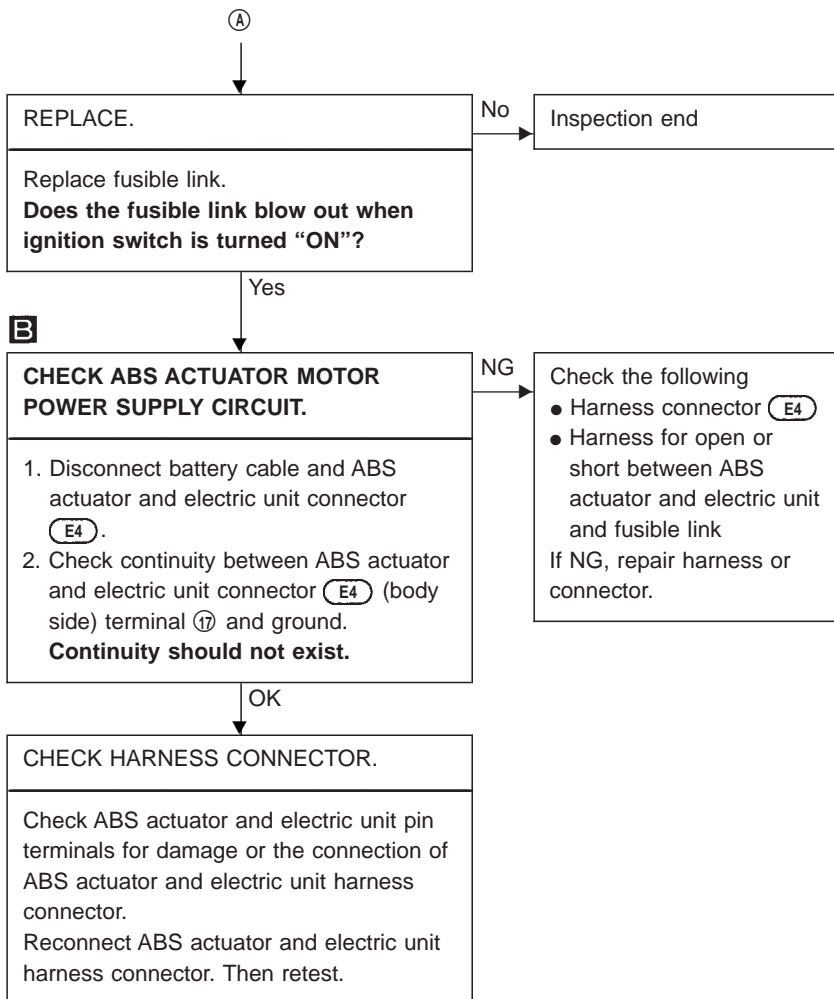 Ⓐ
REPLACE.
No
Inspection end
Replace fusible link.
Does the fusible link blow out when
ignition switch is turned “ON”?
Yes
B
CHECK ABS ACTUATOR MOTOR
POWER SUPPLY CIRCUIT.
NG
Check the following
● Harness connector E4
● Harness for open or
short between ABS
actuator and electric unit
and fusible link
If NG, repair harness or
connector.
1. Disconnect battery cable and ABS
actuator and electric unit connector
E4.
2. Check continuity between ABS actuator
and electric unit connector E4 (body
side) terminal ⑰ and ground.
Continuity should not exist.
OK
CHECK HARNESS CONNECTOR.
Check ABS actuator and electric unit pin
terminals for damage or the connection of
ABS actuator and electric unit harness
connector.
Reconnect ABS actuator and electric unit
harness connector. Then retest.